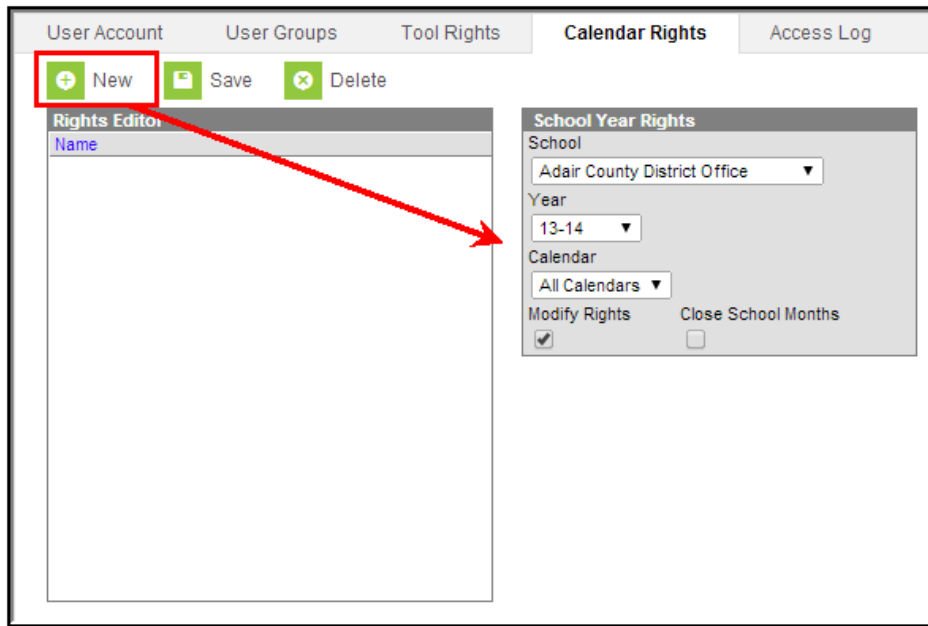 User Account User Groups Tool Rights Calendar Rights Access Log
New Save Delete
Rights Editor
Name
School Year Rights
School
Adair County District Office
Year
13-14
Calendar
All Calendars
Modify Rights Close School Months